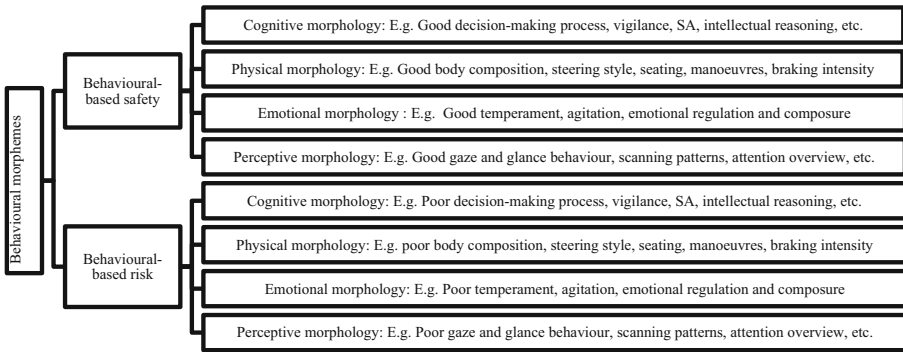 Behavioural morphemes
Behavioural-
based safety
Cognitive morphology: E.g. Good decision-making process, vigilance, SA, intellectual reasoning, etc.
Physical morphology: E.g. Good body composition, steering style, seating, manoeuvres, braking intensity
Emotional morphology : E.g. Good temperament, agitation, emotional regulation and composure
Perceptive morphology: E.g. Good gaze and glance behaviour, scanning patterns, attention overview, etc.
Behavioural-
based risk
Cognitive morphology: E.g. Poor decision-making process, vigilance, SA, intellectual reasoning, etc.
Physical morphology: E.g. poor body composition, steering style, seating, manoeuvres, braking intensity
Emotional morphology: E.g. Poor temperament, agitation, emotional regulation and composure
Perceptive morphology: E.g. Poor gaze and glance behaviour, scanning patterns, attention overview, etc.